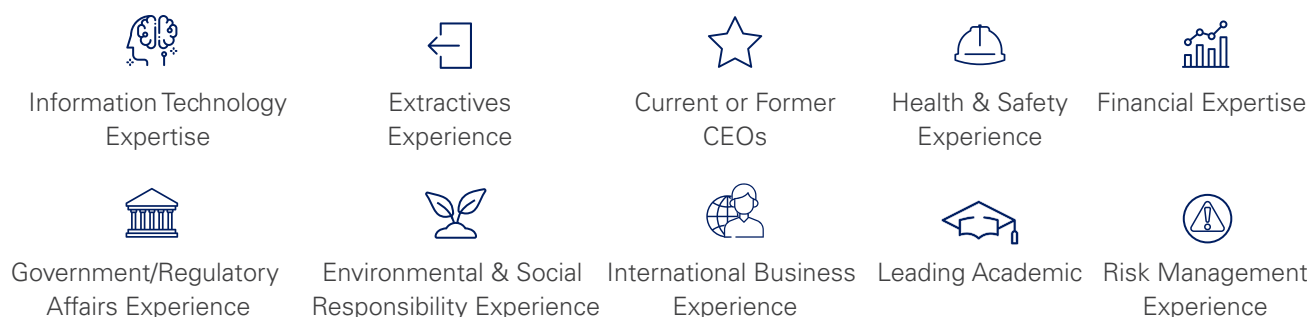 Information Technology
Expertise
Extractives
Experience
Current or Former
CEOs
Health & Safety
Experience
Financial Expertise
Government/Regulatory
Affairs Experience
Environmental & Social
Responsibility Experience
International Business
Experience
Leading Academic
Risk Management
Experience